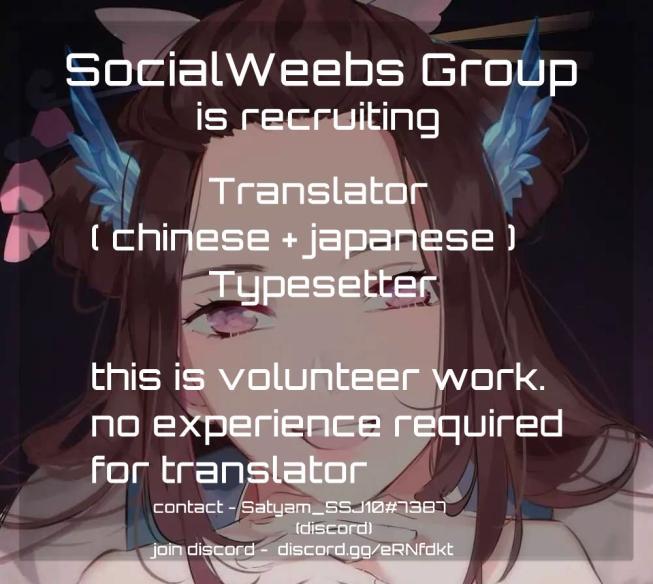 SocialWeebs Group
is recruiting
Translator
( chinese + japanese )
Typesetter
this is volunteer work.
no experience required
for translator
contact - Satyam_SSJ10#7387
(discord)
join discord - discord.gg/eRNfdkt